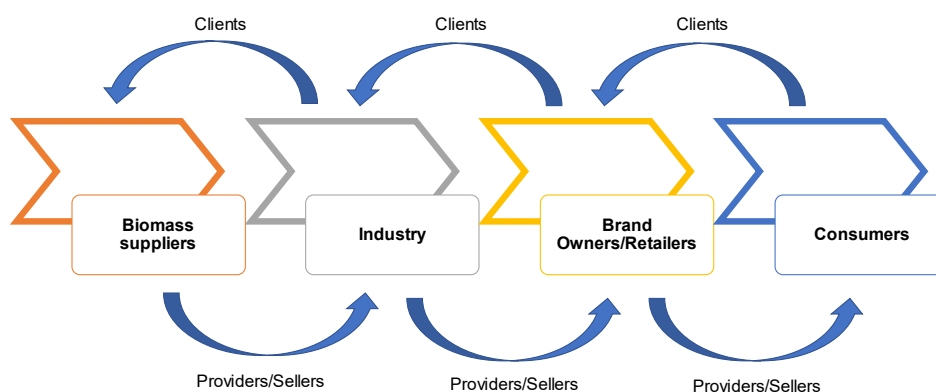 Clients
Clients
Clients
Biomass
suppliers
Industry
Brand
Owners/Retailers
Consumers
Providers/Sellers
Providers/Sellers
Providers/Sellers